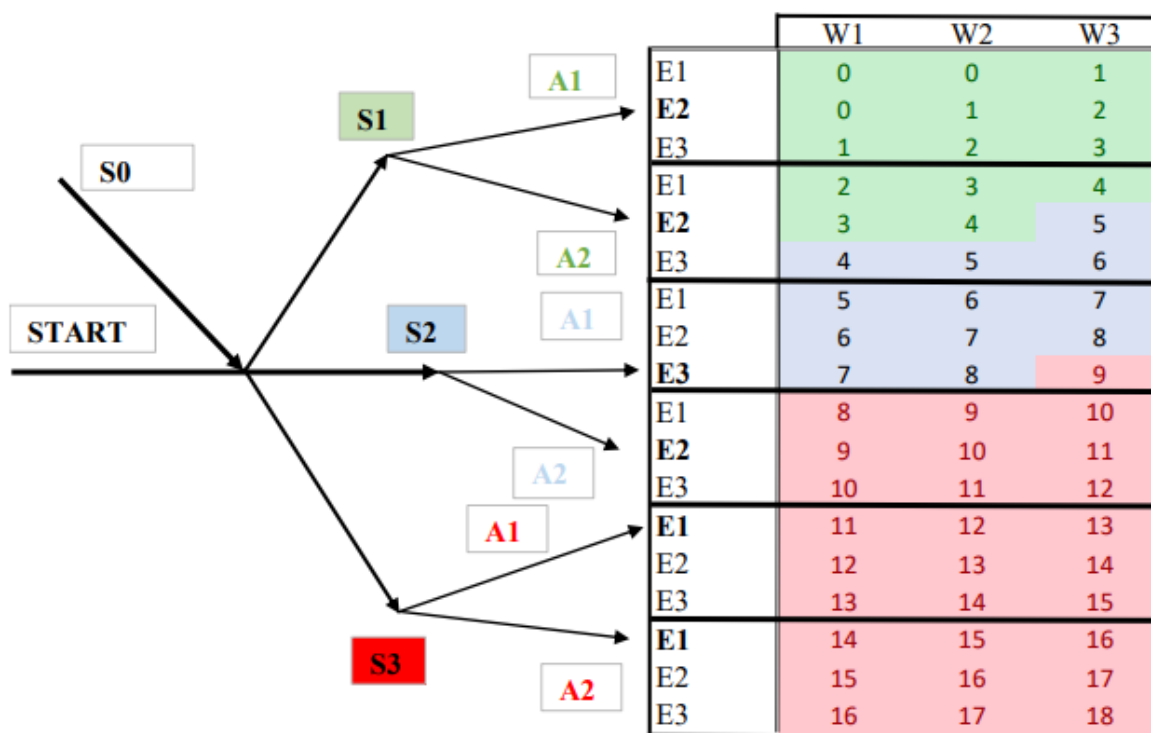 W1 W2 W3
E1 0 0 1
A1
E2 0 1 2
S1
E3 1 2 3
S0
E1 2 3 4
E2 3 4 5
A2
E3 4 5 6
E1 5 6 7
A1
START
S2
E2 6 7 8
E3 7 8 9
E1 8 9 10
E2 9 10 11
A2
E3 10 11 12
A1
E1 11 12 13
E2 12 13 14
E3 13 14 15
E1 14 15 16
S3
E2 15 16 17
A2
E3 16 17 18